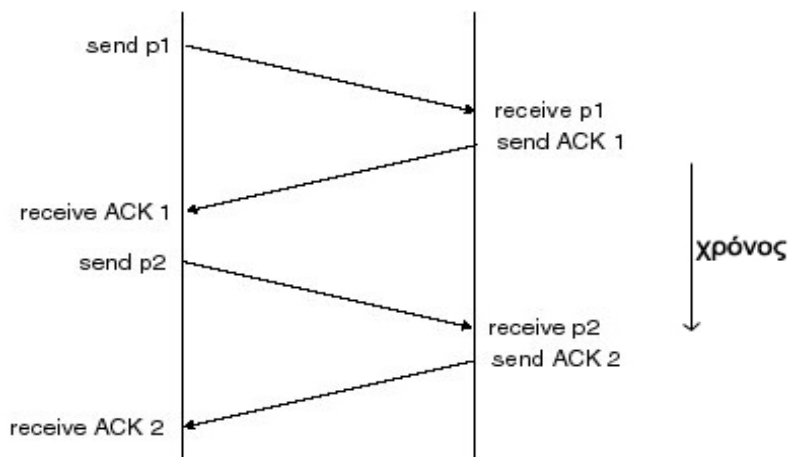 send p1
receive p1
send ACK 1
receive ACK 1
send p2
χρόνος
receive p2
send ACK 2
receive ACK 2